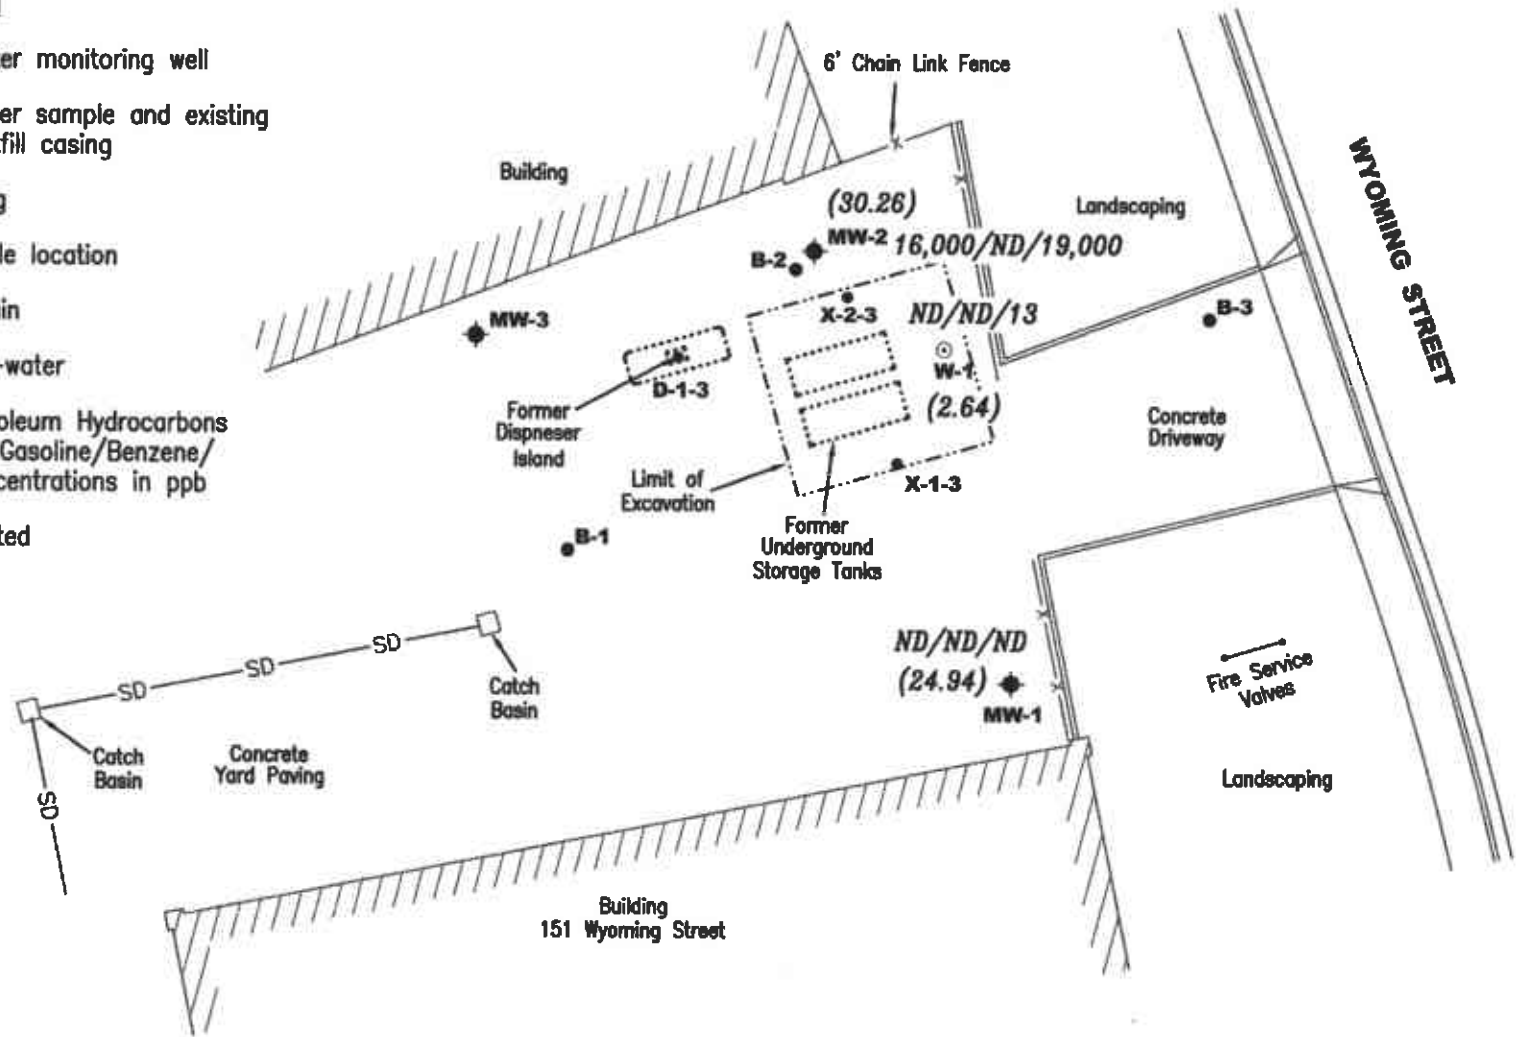 er monitoring well
er sample and existing
fill casing
g
le location
in
-water
oleum Hydrocarbons
Gasoline/Benzene/
centrations in ppb
ted
6' Chain Link Fence
Building
Landscaping
WYOMING STREET
(30.26)
MW-2
16,000/ND/19,000
B-2
MW-3
X-2-3
ND/ND/13
B-3
D-1-3
W-1
(2.64)
Former
Dispneser
Island
Concrete
Driveway
Limit of
Excavation
X-1-3
Former
Underground
Storage Tanks
B-1
SD
SD
SD
ND/ND/ND
(24.94)
MW-1
Fire Service
Valves
Catch
Basin
Catch
Basin
Concrete
Yard Paving
SD
Landscaping
Building
151 Wyoming Street